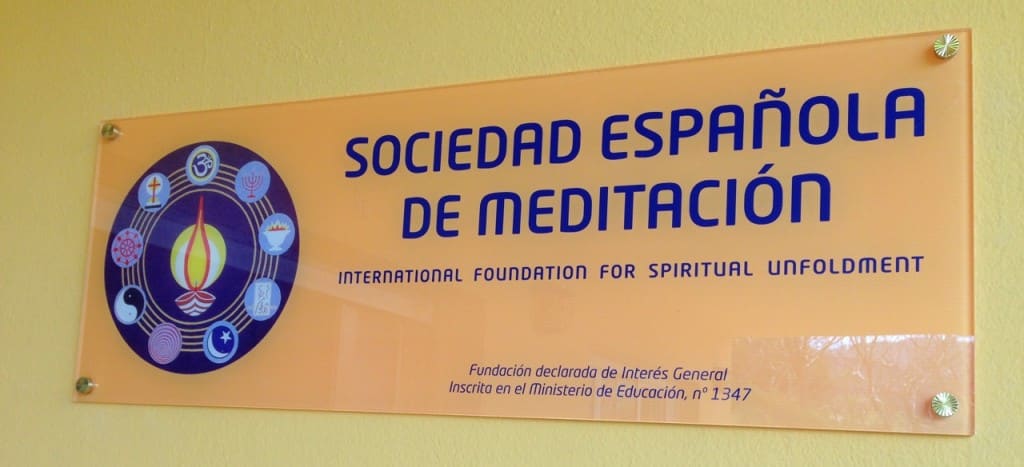 SOCIEDAD ESPAÑOLA
DE MEDITACIÓN
INTERNATIONAL FOUNDATION FOR SPIRITUAL UNFOLDMENT
Fundación declarada de Interés General
Inscrita en el Ministerio de Educación, nº 1347